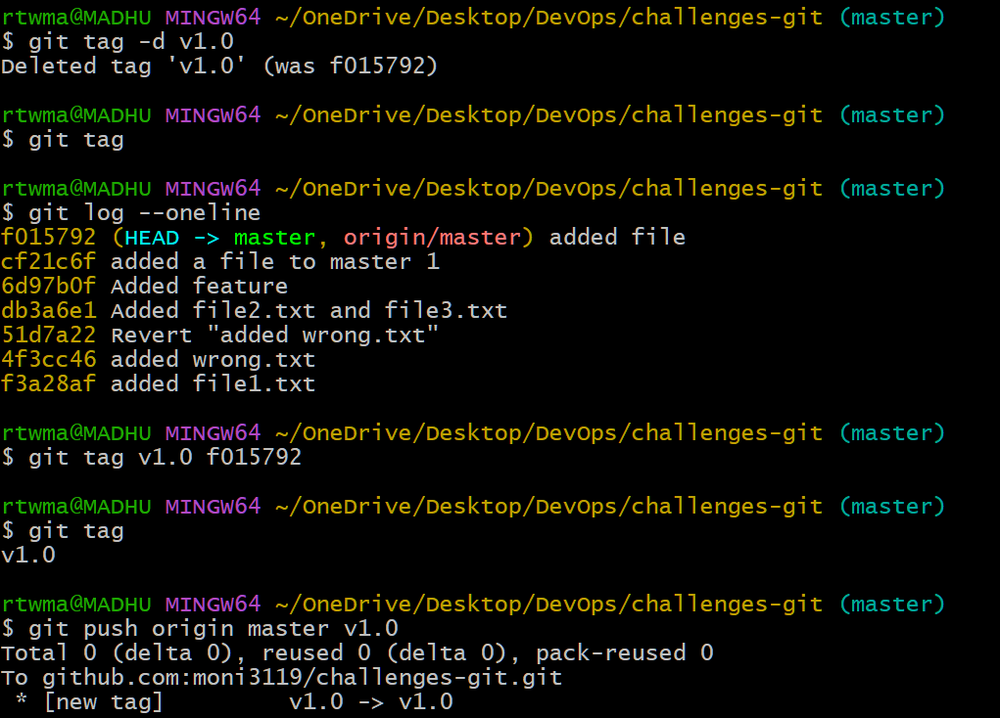 rtwma@MADHU MINGW64 ~/OneDrive/Desktop/DevOps/challenges-git (master)
$ git tag -d v1.0
Deleted tag 'v1.0' (was f015792)
rtwma@MADHU MINGW64 ~/OneDrive/Desktop/DevOps/challenges-git (master)
$ git tag
rtwma@MADHU MINGW64 ~/OneDrive/Desktop/DevOps/challenges-git (master)
$ git log --oneline
f015792 (HEAD -> master, origin/master) added file
cf21c6f added a file to master 1
6d97b0f Added feature
db3a6e1 Added file2.txt and file3.txt
51d7a22 Revert "added wrong.txt"
4f3cc46 added wrong.txt
f3a28af added file1.txt
rtwma@MADHU MINGW64 ~/OneDrive/Desktop/DevOps/challenges-git (master)
$ git tag v1.0 f015792
rtwma@MADHU MINGW64 ~/OneDrive/Desktop/DevOps/challenges-git (master)
$ git tag
v1.0
rtwma@MADHU MINGW64 ~/OneDrive/Desktop/DevOps/challenges-git (master)
$ git push origin master v1.0
Total 0 (delta 0), reused 0 (delta 0), pack-reused 0
To github.com:moni3119/challenges-git.git
 * [new tag]         v1.0 -> v1.0